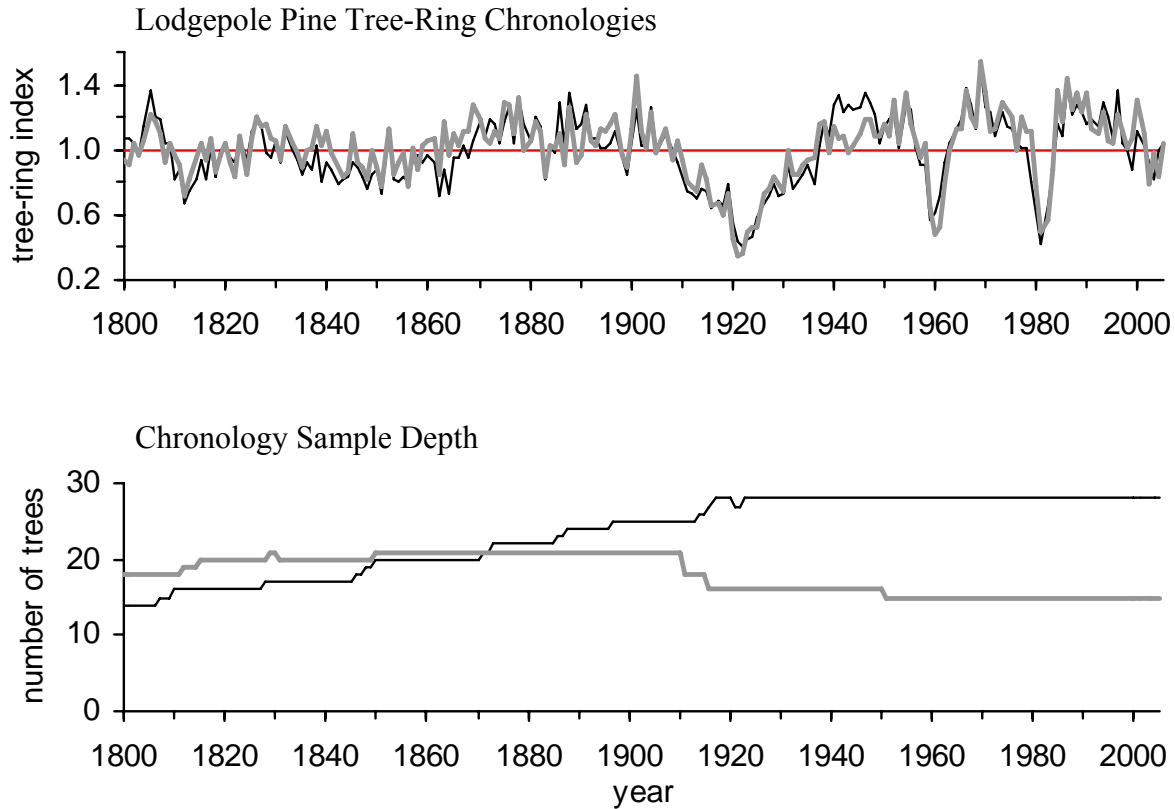 Lodgepole Pine Tree-Ring Chronologies
tree-ring index
1.4
1.0
0.6
0.2
1800 1820 1840 1860 1880 1900 1920 1940 1960 1980 2000
Chronology Sample Depth
number of trees
30
20
10
0
1800 1820 1840 1860 1880 1900 1920 1940 1960 1980 2000
year